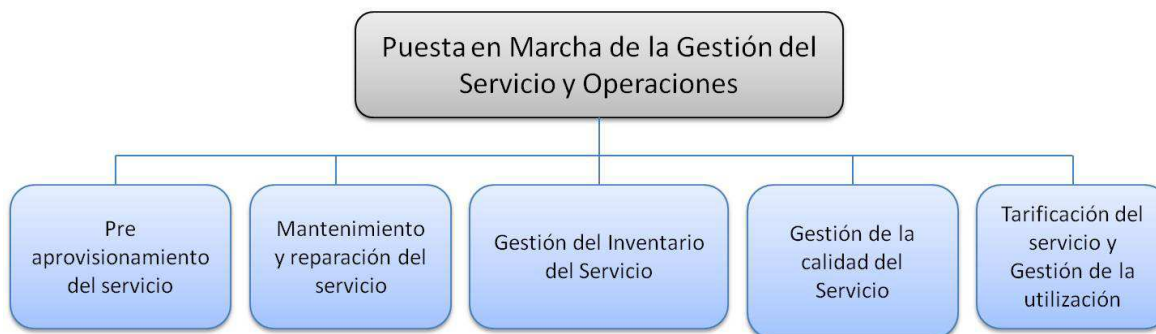 Puesta en Marcha de la Gestión del
Servicio y Operaciones
Pre
aprovisionamiento
del servicio
Mantenimiento
y reparación del
servicio
Gestión del Inventario
del Servicio
Gestión de la
calidad del
Servicio
Tarificación del
servicio y
Gestión de la
utilización